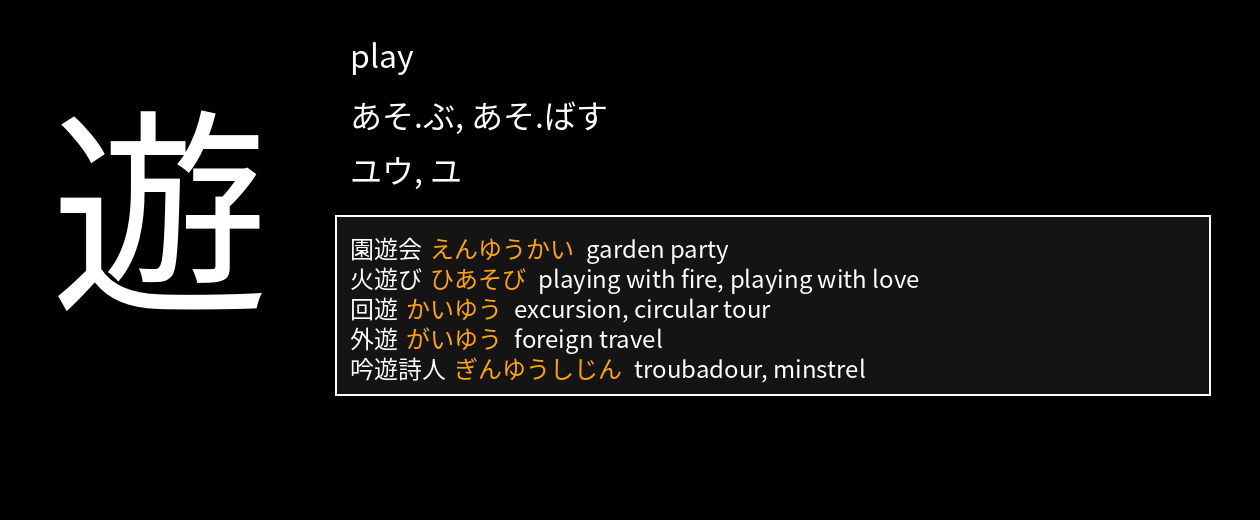 遊
play
あそ.ぶ, あそ.ばす
ユウ, ユ
園遊会 えんゆうかい garden party
火遊び ひあそび playing with fire, playing with love
回遊 かいゆう excursion, circular tour
外遊 がいゆう foreign travel
吟遊詩人 ぎんゆうしじん troubadour, minstrel